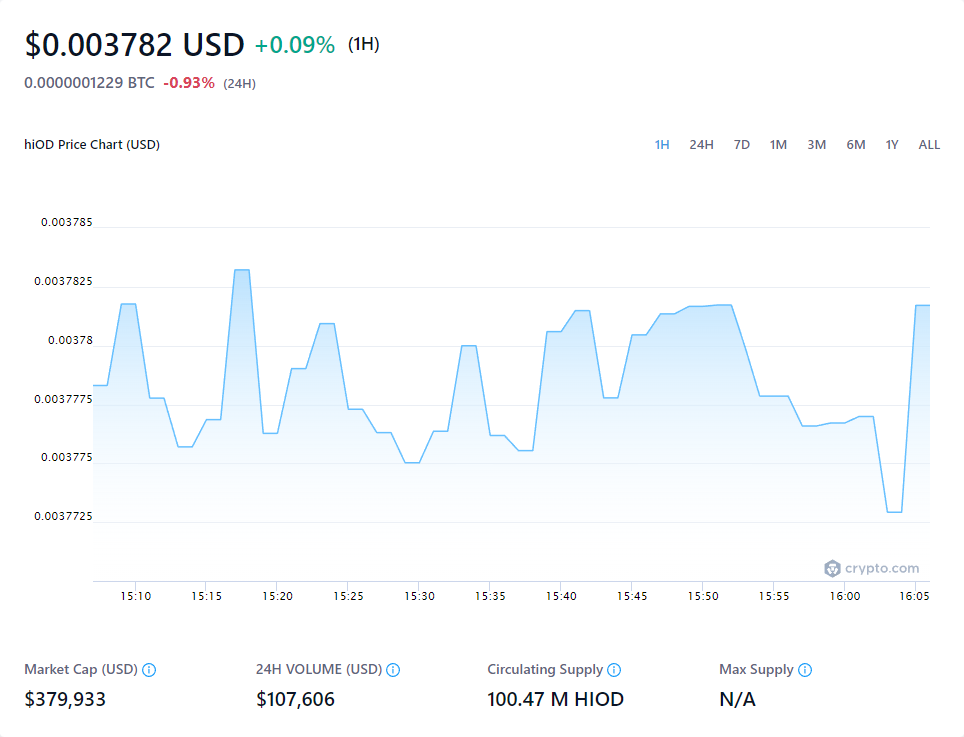 $0.003782 USD +0.09% (1H)
0.0000001229 BTC -0.93% (24H)
hiOD Price Chart (USD) 1H 24H 7D 1M 3M 6M 1Y ALL
0.003785
0.0037825
0.00378
0.0037775
0.003775
0.0037725
crypto.com
15:10 15:15 15:20 15:25 15:30 15:35 15:40 15:45 15:50 15:55 16:00 16:05
Market Cap (USD) 24H VOLUME (USD) Circulating Supply Max Supply
$379,933 $107,606 100.47 M HIOD N/A